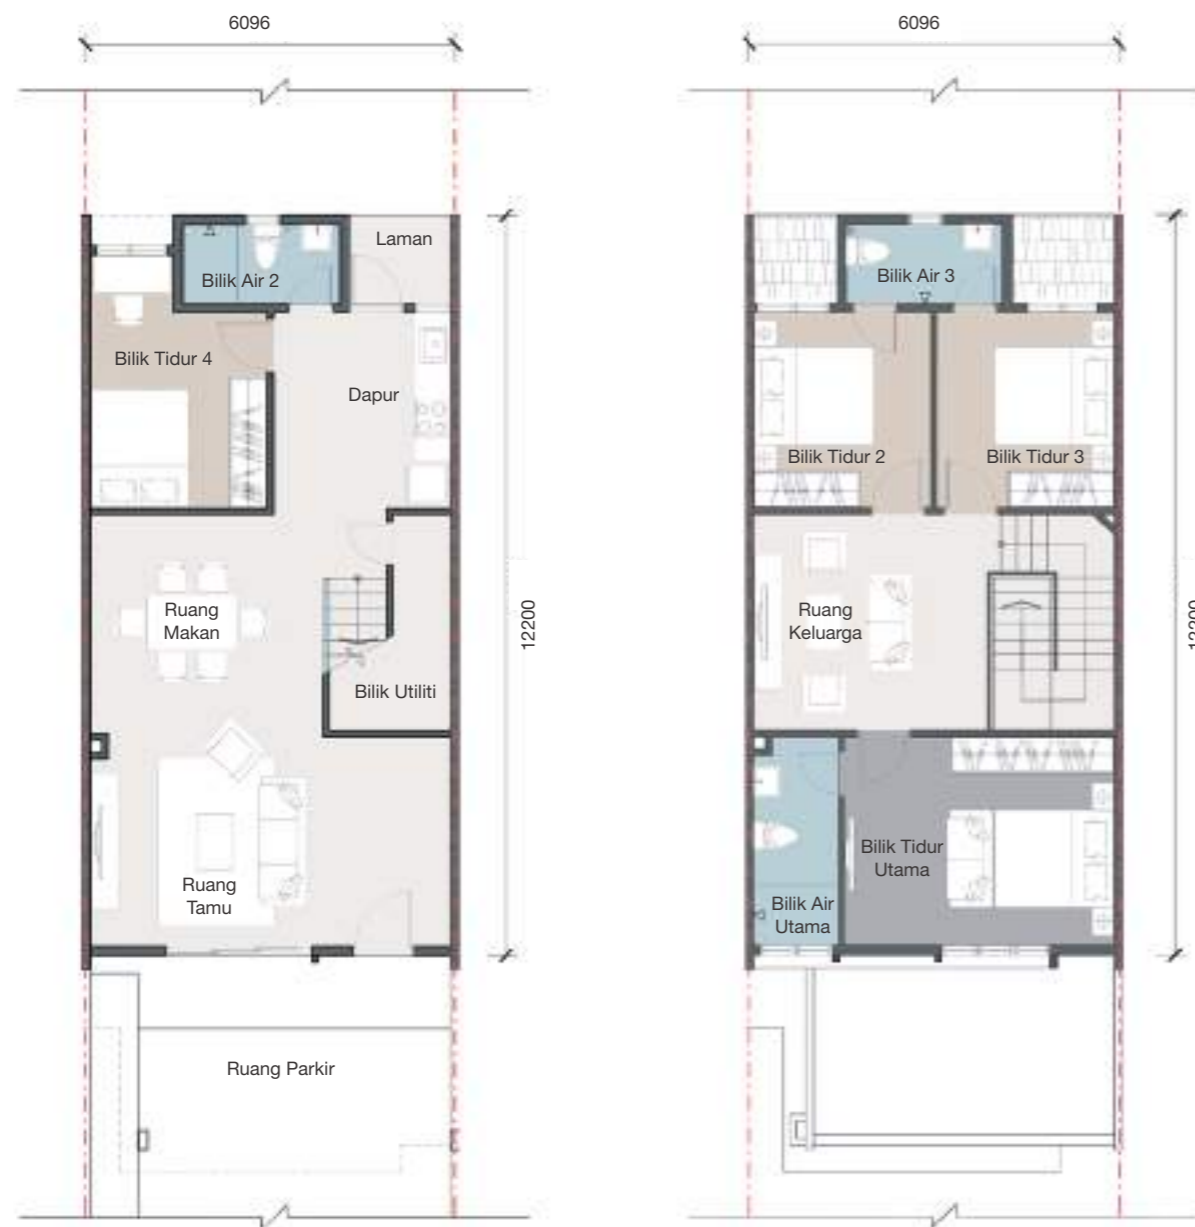 6096
6096
Laman
Bilik Air 2
Bilik Tidur 4
Dapur
Ruang
Makan
Bilik Utiliti
Ruang
Tamu
Ruang Parkir
12200
Bilik Air 3
Bilik Tidur 2
Bilik Tidur 3
Ruang
Keluarga
Bilik Tidur
Utama
Bilik Air
Utama
12200